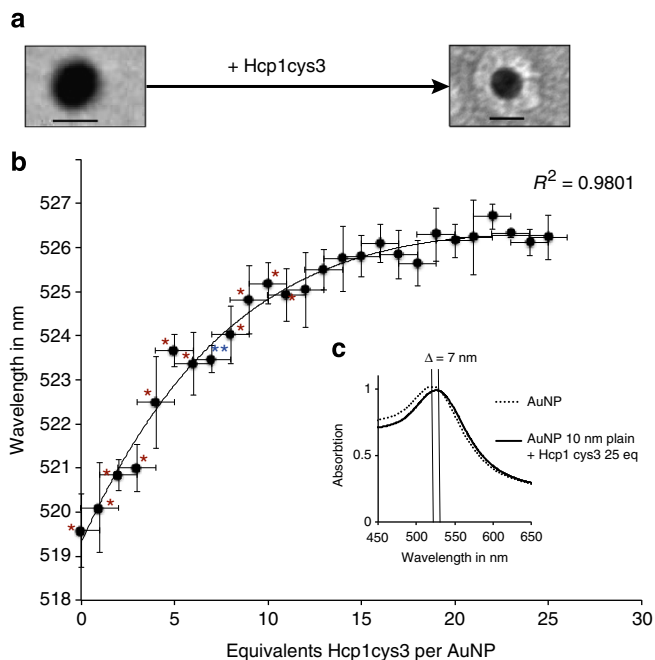 a
+ Hcp1cys3
b
R² = 0.9801
527
526
525
524
523
522
521
520
519
518
Wavelength in nm
0 5 10 15 20 25 30
Equivalents Hcp1cys3 per AuNP
* * * * * * * * * * * **
c
Δ = 7 nm
1
0.5
0
Absorbtion
450 500 550 600 650
Wavelength in nm
AuNP
AuNP 10 nm plain
+ Hcp1 cys3 25 eq